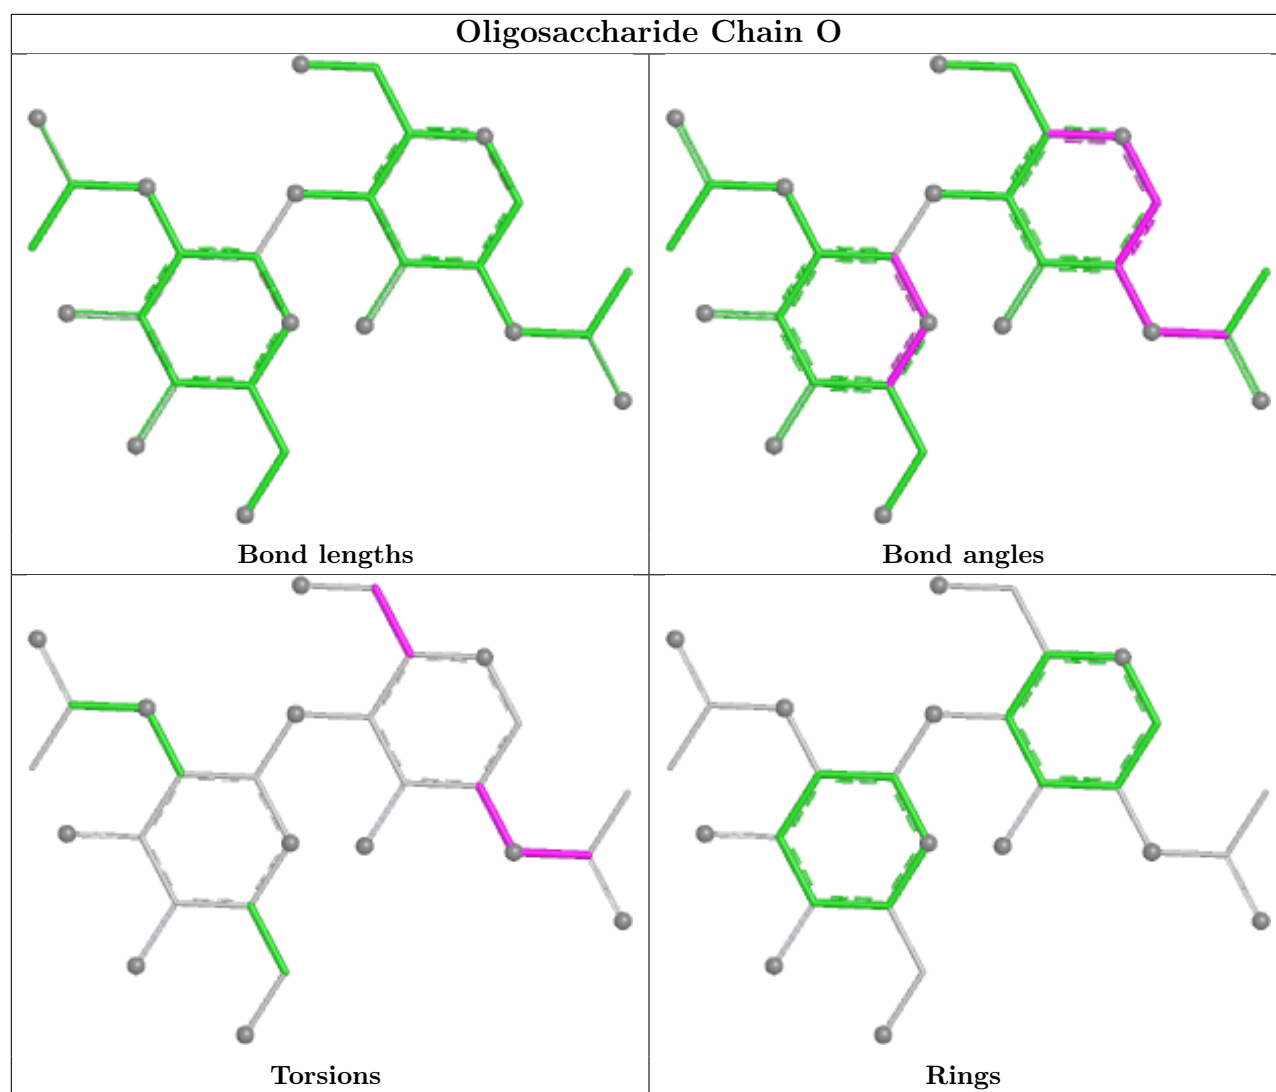 Oligosaccharide Chain O
Bond lengths
Bond angles
Torsions
Rings